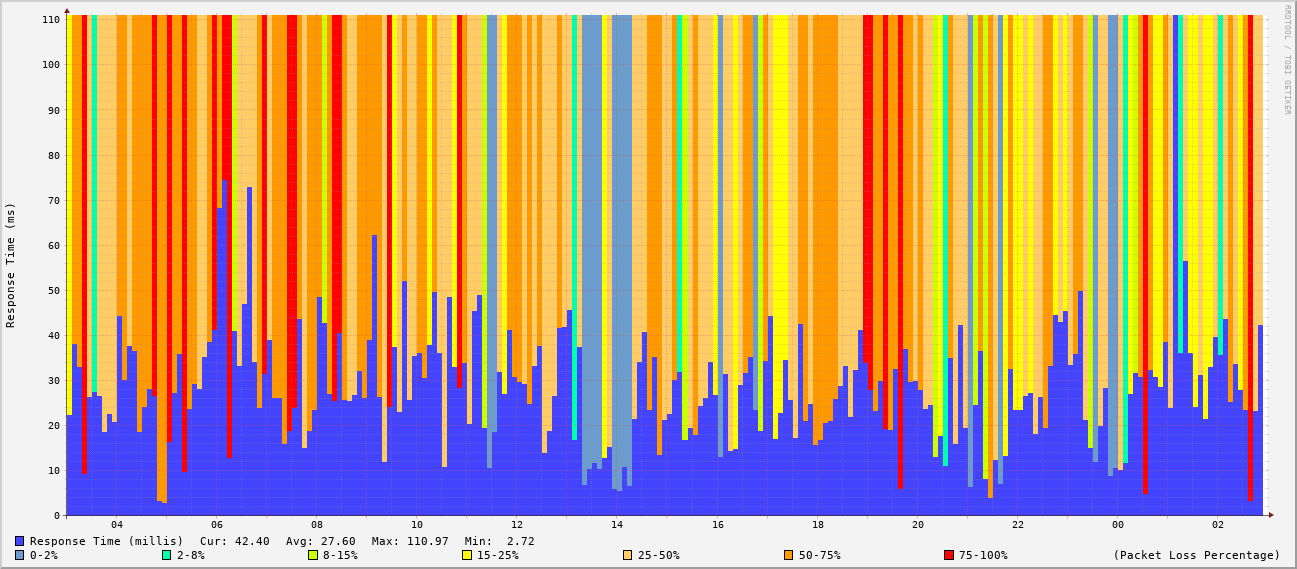 RRDTOOL / TOBI OETIKER
Response Time (ms)
110
100
90
80
70
60
50
40
30
20
10
0
04 06 08 10 12 14 16 18 20 22 00 02
Response Time (millis) Cur: 42.40 Avg: 27.60 Max: 110.97 Min: 2.72
0-2% 2-8% 8-15% 15-25% 25-50% 50-75% 75-100% (Packet Loss Percentage)